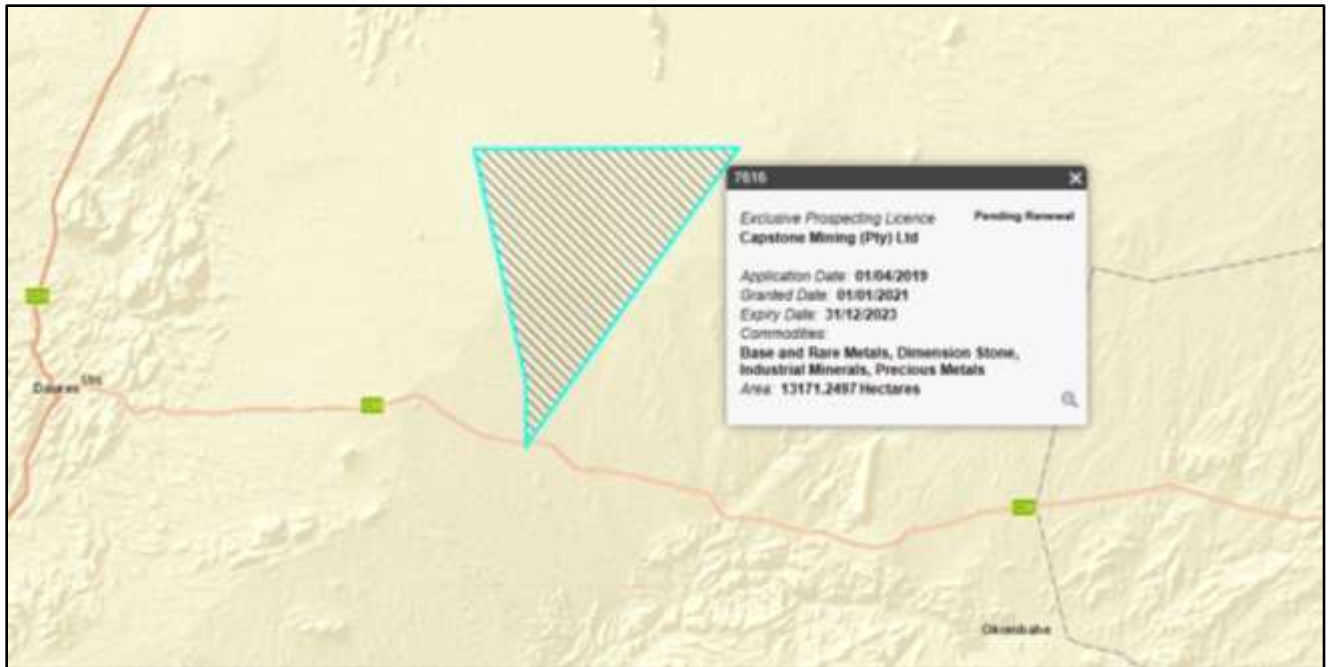 7616
Exclusive Prospecting Licence
Pending Renewal
Capstone Mining (Pty) Ltd
Application Date: 01/04/2019
Granted Date: 01/01/2021
Expiry Date: 31/12/2023
Commodities:
Base and Rare Metals, Dimension Stone,
Industrial Minerals, Precious Metals
Area: 13171.2497 Hectares
Daures
Uis
Okombahe